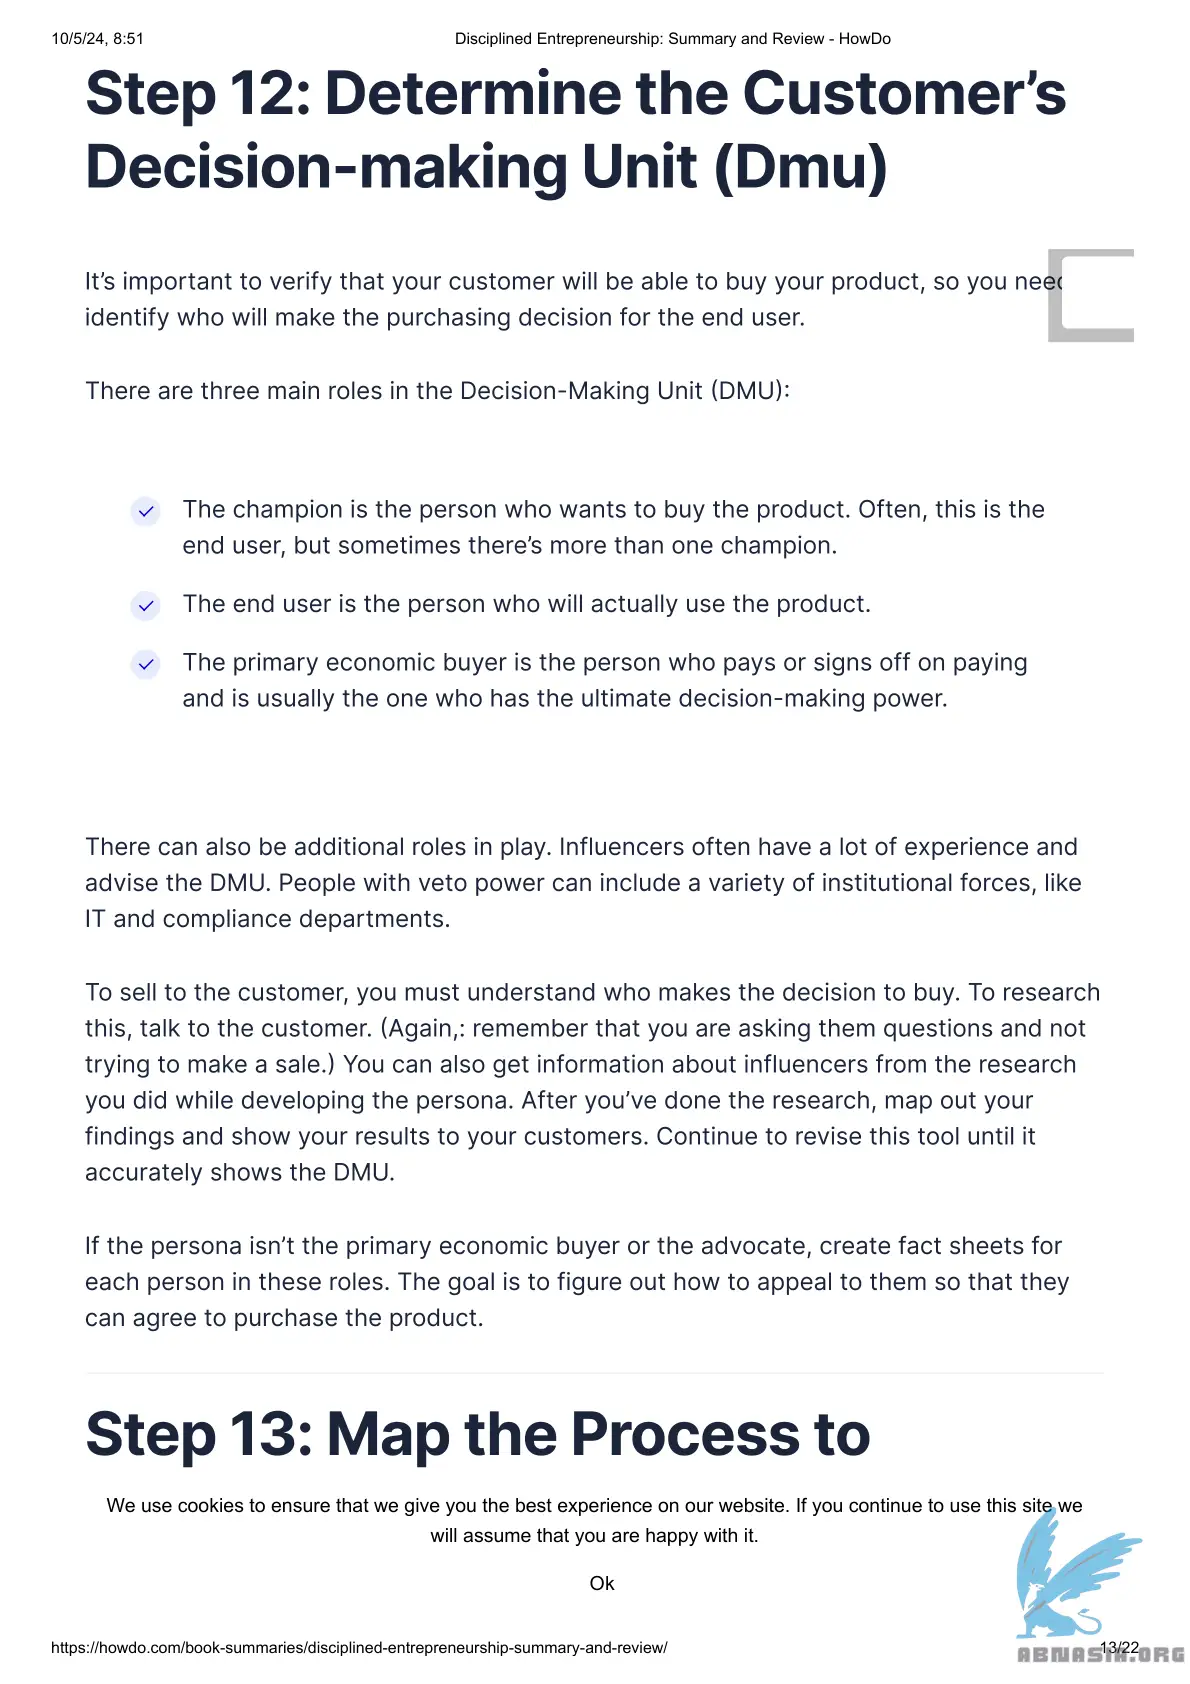 10/5/24, 8:51 Disciplined Entrepreneurship: Summary and Review - HowDo
Step 12: Determine the Customer’s
Decision-making Unit (Dmu)
It’s important to verify that your customer will be able to buy your product, so you
identify who will make the purchasing decision for the end user.
There are three main roles in the Decision-Making Unit (DMU):
The champion is the person who wants to buy the product. Often, this is the
end user, but sometimes there’s more than one champion.
The end user is the person who will actually use the product.
The primary economic buyer is the person who pays or signs off on paying
and is usually the one who has the ultimate decision-making power.
There can also be additional roles in play. Influencers often have a lot of experience and
advise the DMU. People with veto power can include a variety of institutional forces, like
IT and compliance departments.
To sell to the customer, you must understand who makes the decision to buy. To research
this, talk to the customer. (Again,: remember that you are asking them questions and not
trying to make a sale.) You can also get information about influencers from the research
you did while developing the persona. After you’ve done the research, map out your
findings and show your results to your customers. Continue to revise this tool until it
accurately shows the DMU.
If the persona isn’t the primary economic buyer or the advocate, create fact sheets for
each person in these roles. The goal is to figure out how to appeal to them so that they
can agree to purchase the product.
Step 13: Map the Process to
We use cookies to ensure that we give you the best experience on our website. If you continue to use this site we
will assume that you are happy with it.
Ok
https://howdo.com/book-summaries/disciplined-entrepreneurship-summary-and-review/ 13/22
ABNASIA.ORG